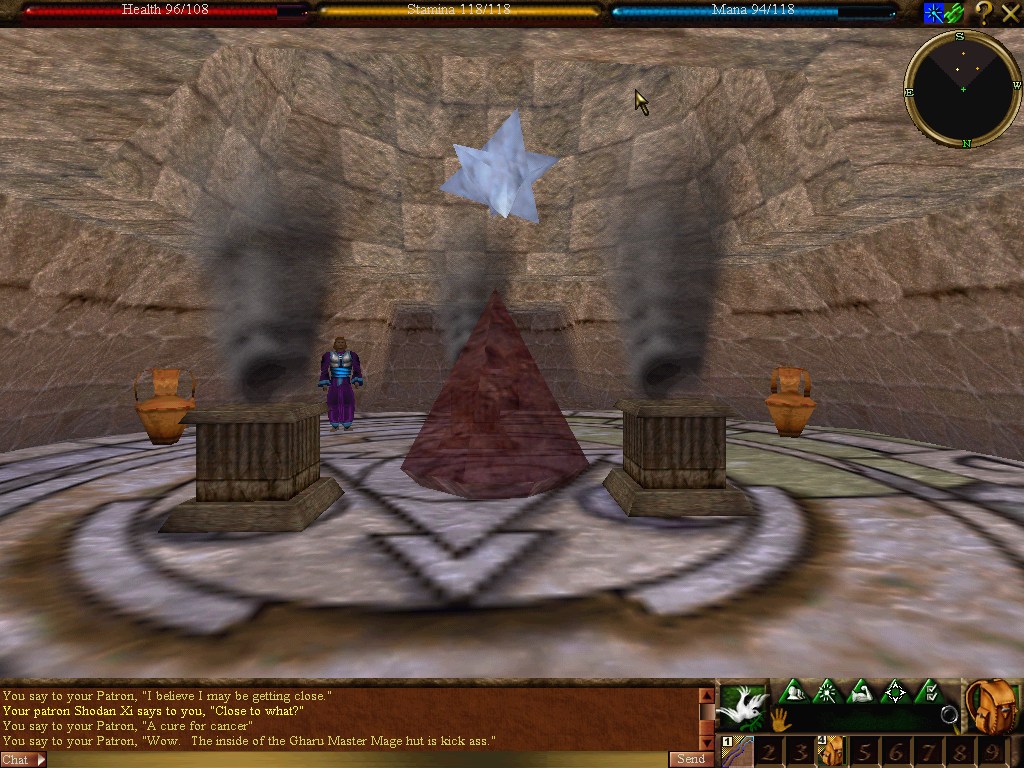 Health 96/108
Stamina 118/118
Mana 94/118
S
E
W
N
You say to your Patron, "I believe I may be getting close."
Your patron Shodan Xi says to you, "Close to what?"
You say to your Patron, "A cure for cancer"
You say to your Patron, "Wow. The inside of the Gharu Master Mage hut is kick ass."
Chat
Send
1 2 3 4 5 6 7 8 9